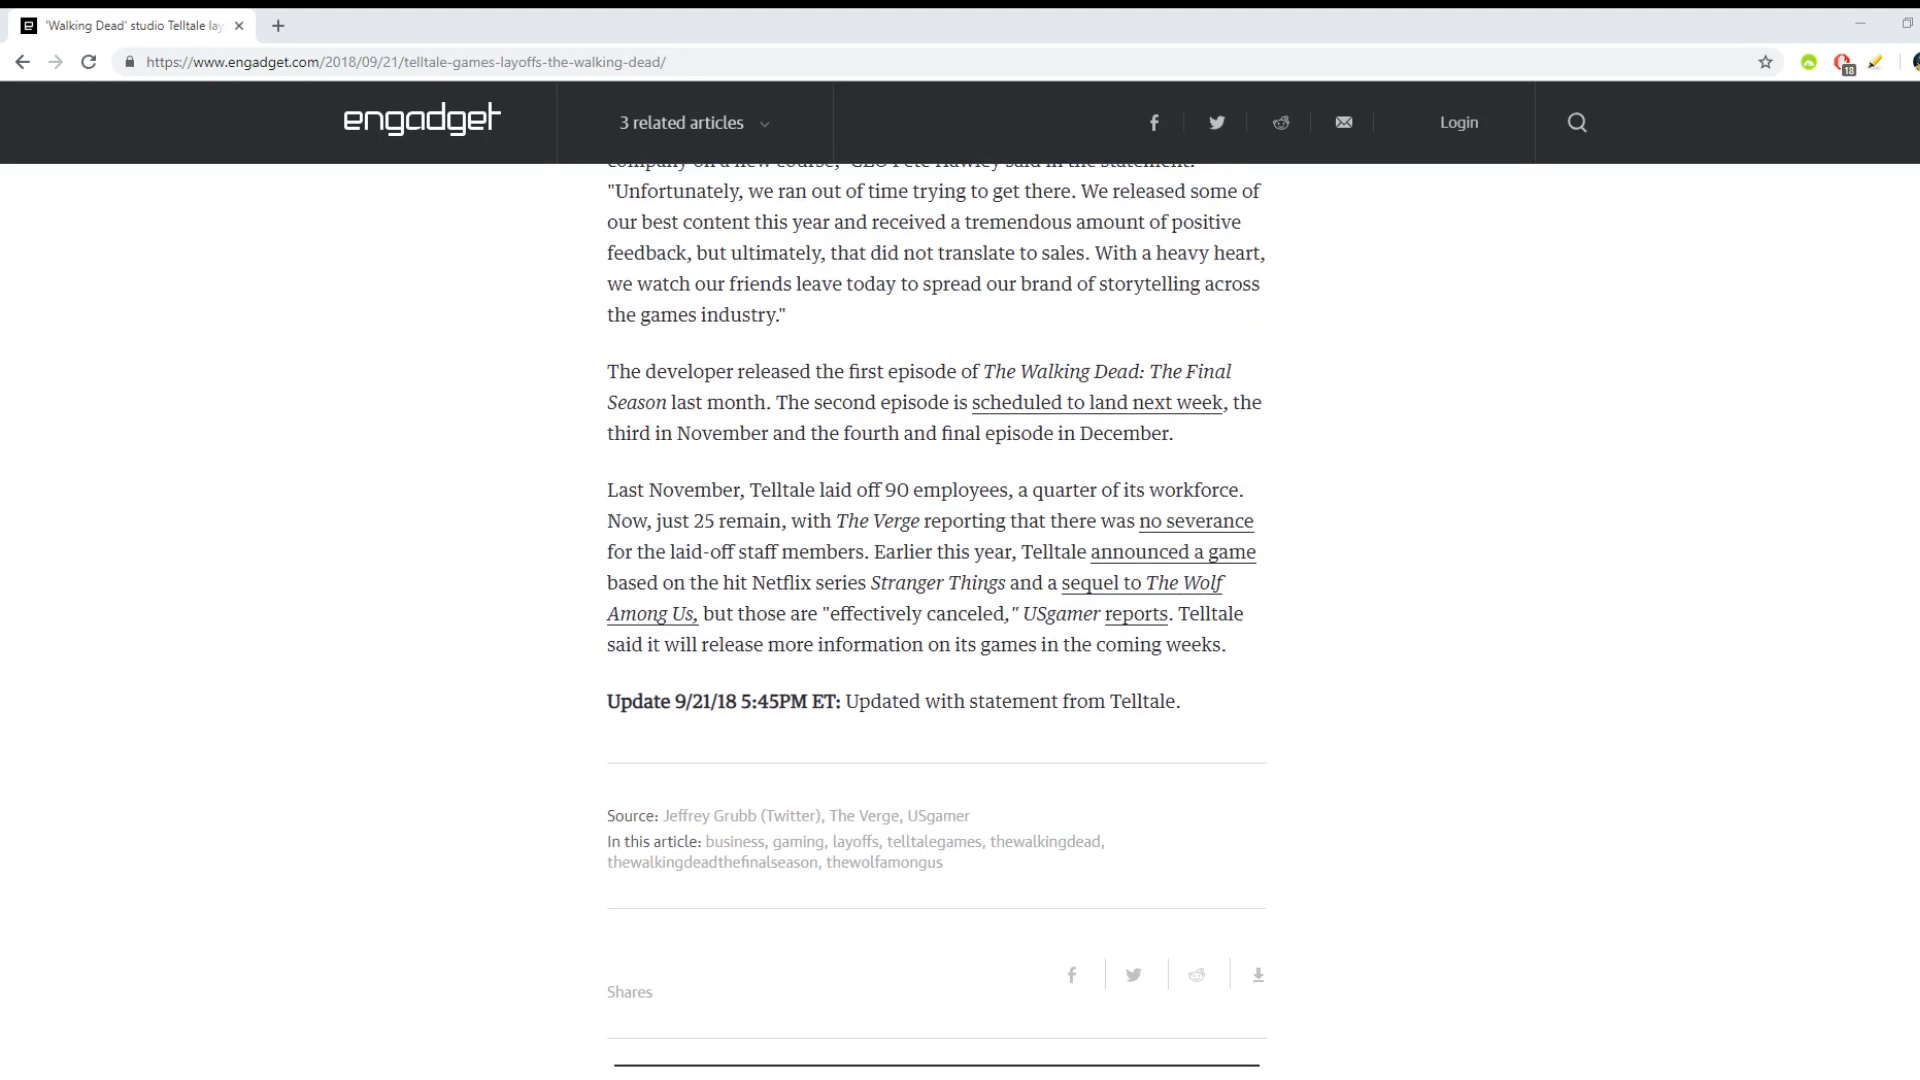 'Walking Dead' studio Telltale lay
https://www.engadget.com/2018/09/21/telltale-games-layoffs-the-walking-dead/
18
engadget
3 related articles
Login
company on a new course," CEO Pete Hawley said in the statement.
"Unfortunately, we ran out of time trying to get there. We released some of
our best content this year and received a tremendous amount of positive
feedback, but ultimately, that did not translate to sales. With a heavy heart,
we watch our friends leave today to spread our brand of storytelling across
the games industry."
The developer released the first episode of The Walking Dead: The Final
Season last month. The second episode is scheduled to land next week, the
third in November and the fourth and final episode in December.
Last November, Telltale laid off 90 employees, a quarter of its workforce.
Now, just 25 remain, with The Verge reporting that there was no severance
for the laid-off staff members. Earlier this year, Telltale announced a game
based on the hit Netflix series Stranger Things and a sequel to The Wolf
Among Us, but those are "effectively canceled," USgamer reports. Telltale
said it will release more information on its games in the coming weeks.
Update 9/21/18 5:45PM ET: Updated with statement from Telltale.
Source: Jeffrey Grubb (Twitter), The Verge, USgamer
In this article: business, gaming, layoffs, telltalegames, thewalkingdead,
thewalkingdeadthefinalseason, thewolfamongus
Shares